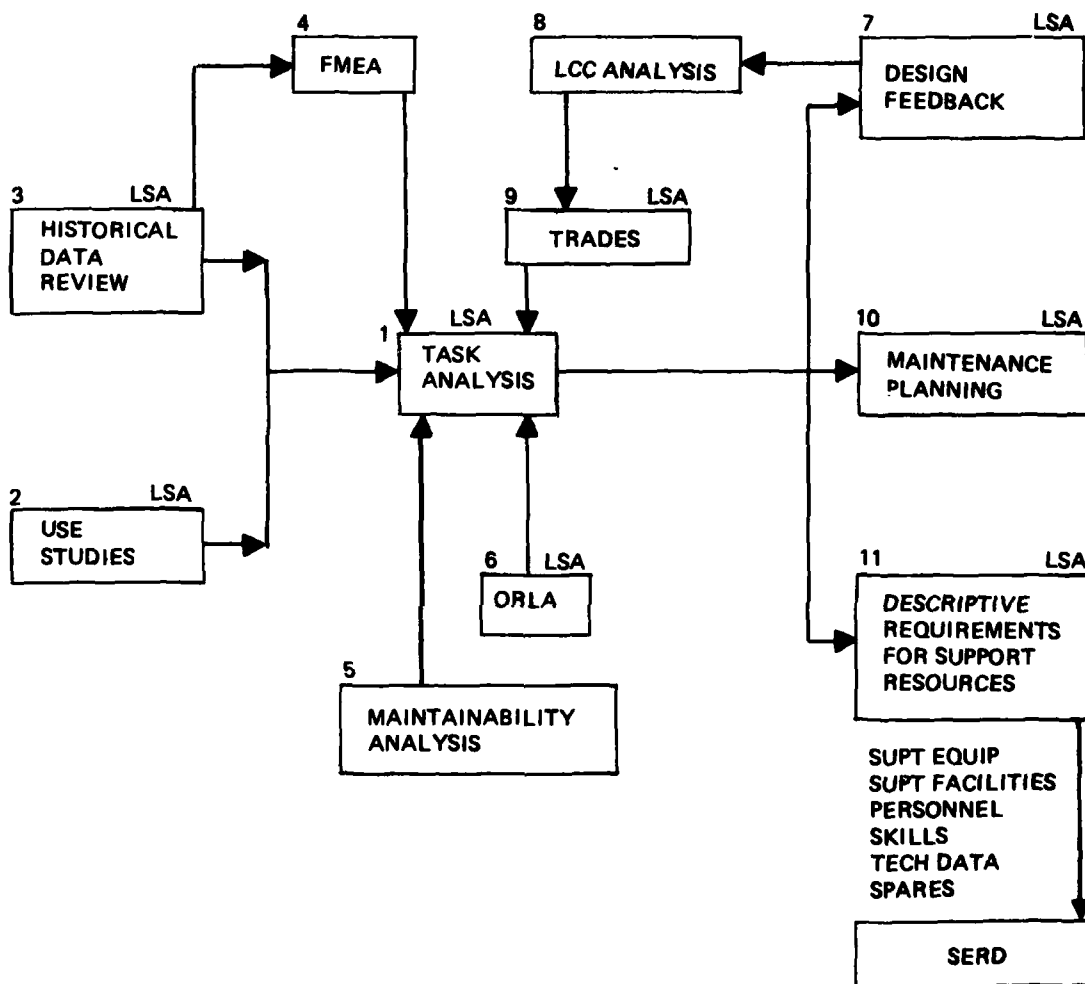 4
FMEA
8
LCC ANALYSIS
7 LSA
DESIGN
FEEDBACK
3 LSA
HISTORICAL
DATA
REVIEW
9 LSA
TRADES
1 LSA
TASK
ANALYSIS
10 LSA
MAINTENANCE
PLANNING
2 LSA
USE
STUDIES
6 LSA
ORLA
5
MAINTAINABILITY
ANALYSIS
11 LSA
DESCRIPTIVE
REQUIREMENTS
FOR SUPPORT
RESOURCES
SUPT EQUIP
SUPT FACILITIES
PERSONNEL
SKILLS
TECH DATA
SPARES
SERD